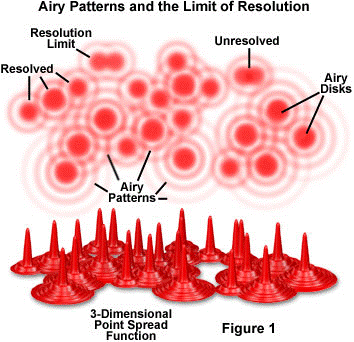 Airy Patterns and the Limit of Resolution
Resolution
Limit
Unresolved
Resolved
Airy
Disks
Airy
Patterns
3-Dimensional
Point Spread
Function
Figure 1